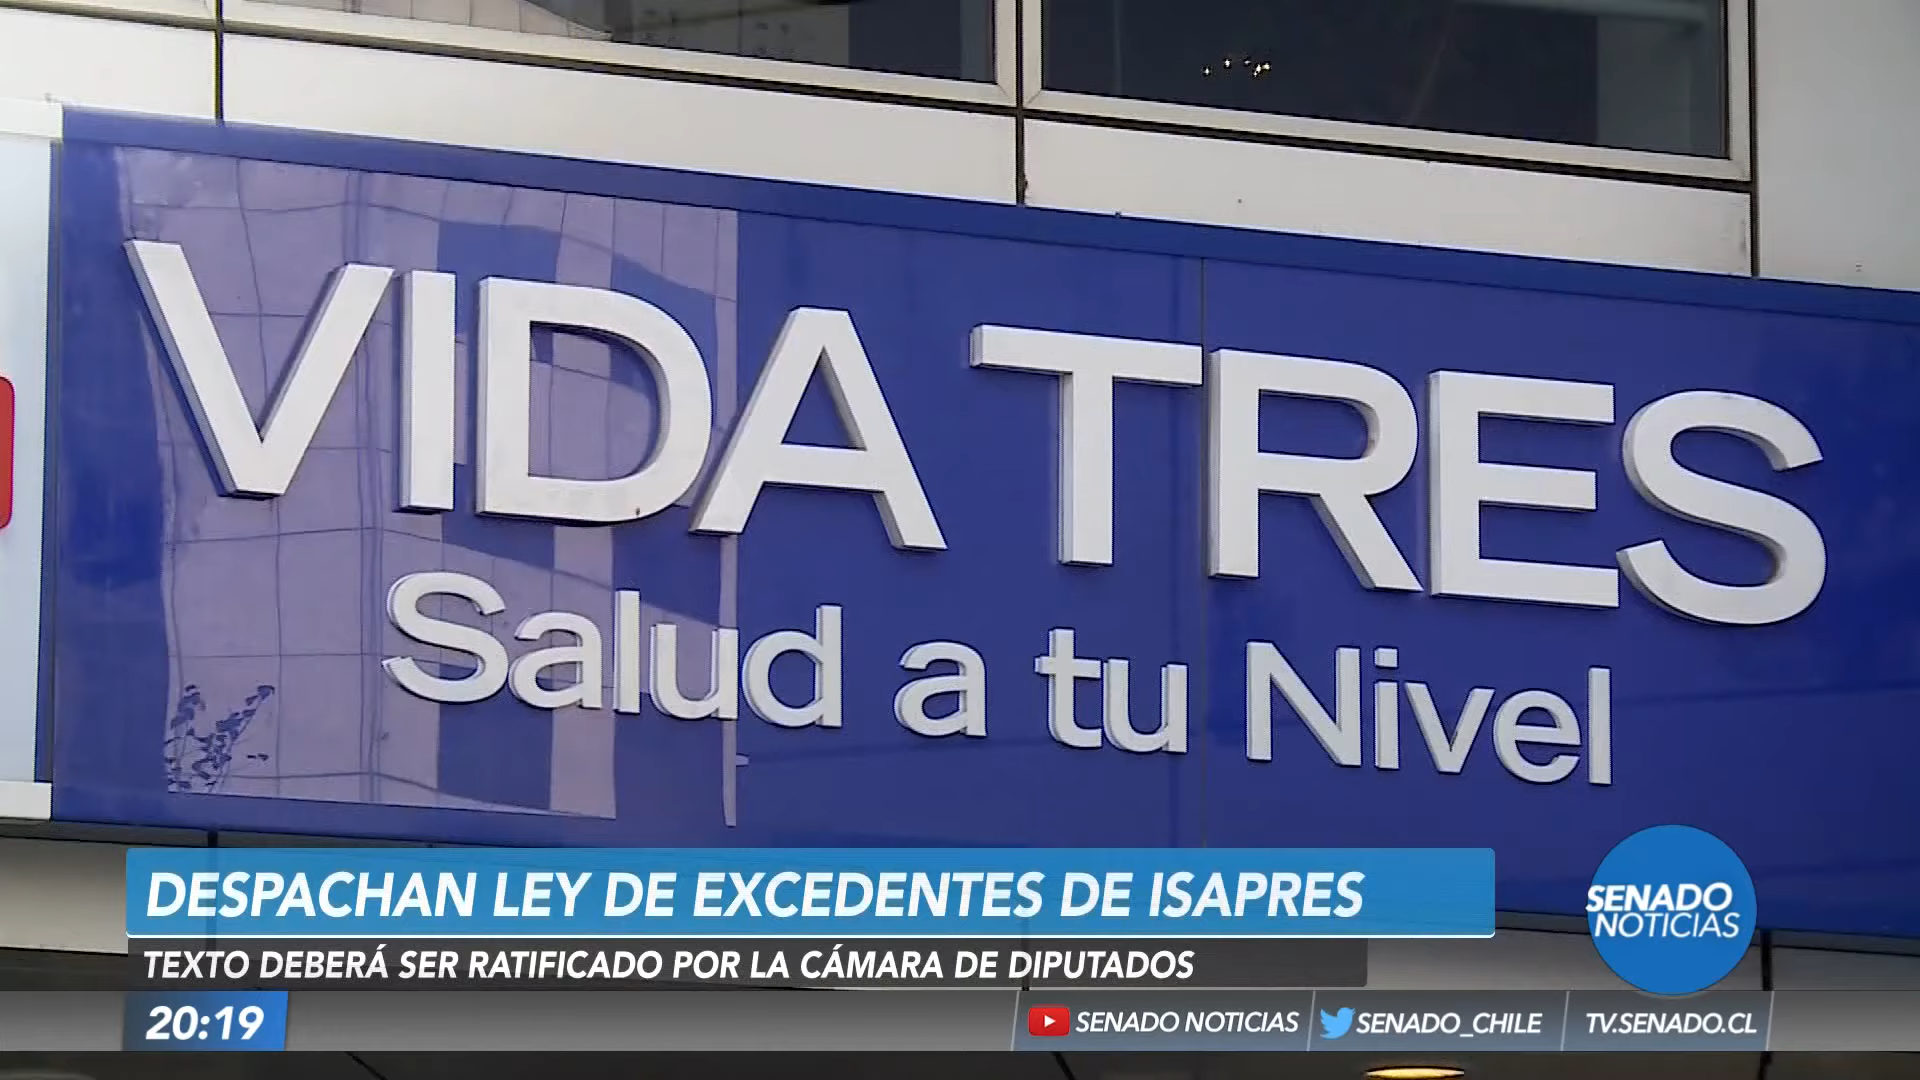 VIDA TRES
Salud a tu Nivel
DESPACHAN LEY DE EXCEDENTES DE ISAPRES
TEXTO DEBERÁ SER RATIFICADO POR LA CÁMARA DE DIPUTADOS
SENADO
NOTICIAS
20:19
SENADO NOTICIAS
SENADO_CHILE
TV.SENADO.CL